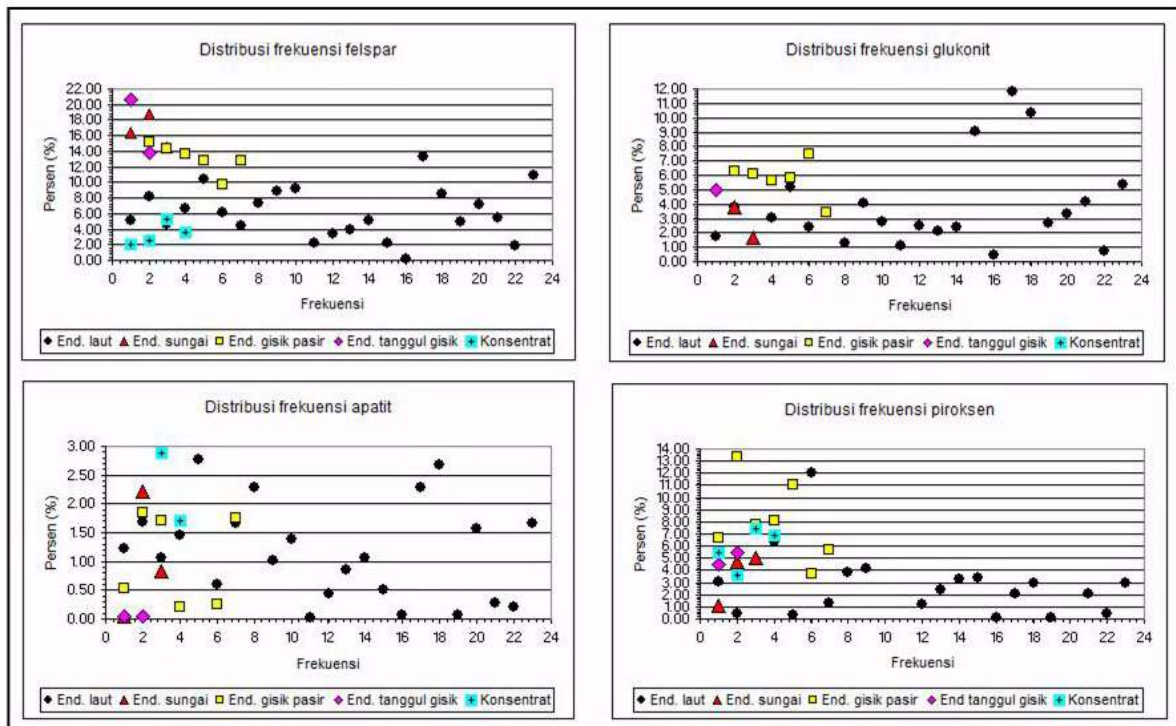 Distribusi frekuensi felspar
Persen (%)
22.00
20.00
18.00
16.00
14.00
12.00
10.00
8.00
6.00
4.00
2.00
0.00
0 2 4 6 8 10 12 14 16 18 20 22 24
Frekuensi
End. laut End. sungai End. gisik pasir End. tanggul gisik Konsentrat
Distribusi frekuensi glukonit
Persen (%)
12.00
11.00
10.00
9.00
8.00
7.00
6.00
5.00
4.00
3.00
2.00
1.00
0.00
0 2 4 6 8 10 12 14 16 18 20 22 24
Frekuensi
End. laut End. sungai End. gisik pasir End tanggul gisik Konsentrat
Distribusi frekuensi apatit
Persen (%)
3.00
2.50
2.00
1.50
1.00
0.50
0.00
0 2 4 6 8 10 12 14 16 18 20 22 24
Frekuensi
End. laut End. sungai End. gisik pasir End tanggul gisik Konsentrat
Distribusi frekuensi piroksen
Persen (%)
14.00
13.00
12.00
11.00
10.00
9.00
8.00
7.00
6.00
5.00
4.00
3.00
2.00
1.00
0.00
0 2 4 6 8 10 12 14 16 18 20 22 24
Frekuensi
End. laut End. sungai End. gisik pasir End tanggul gisik Konsentrat